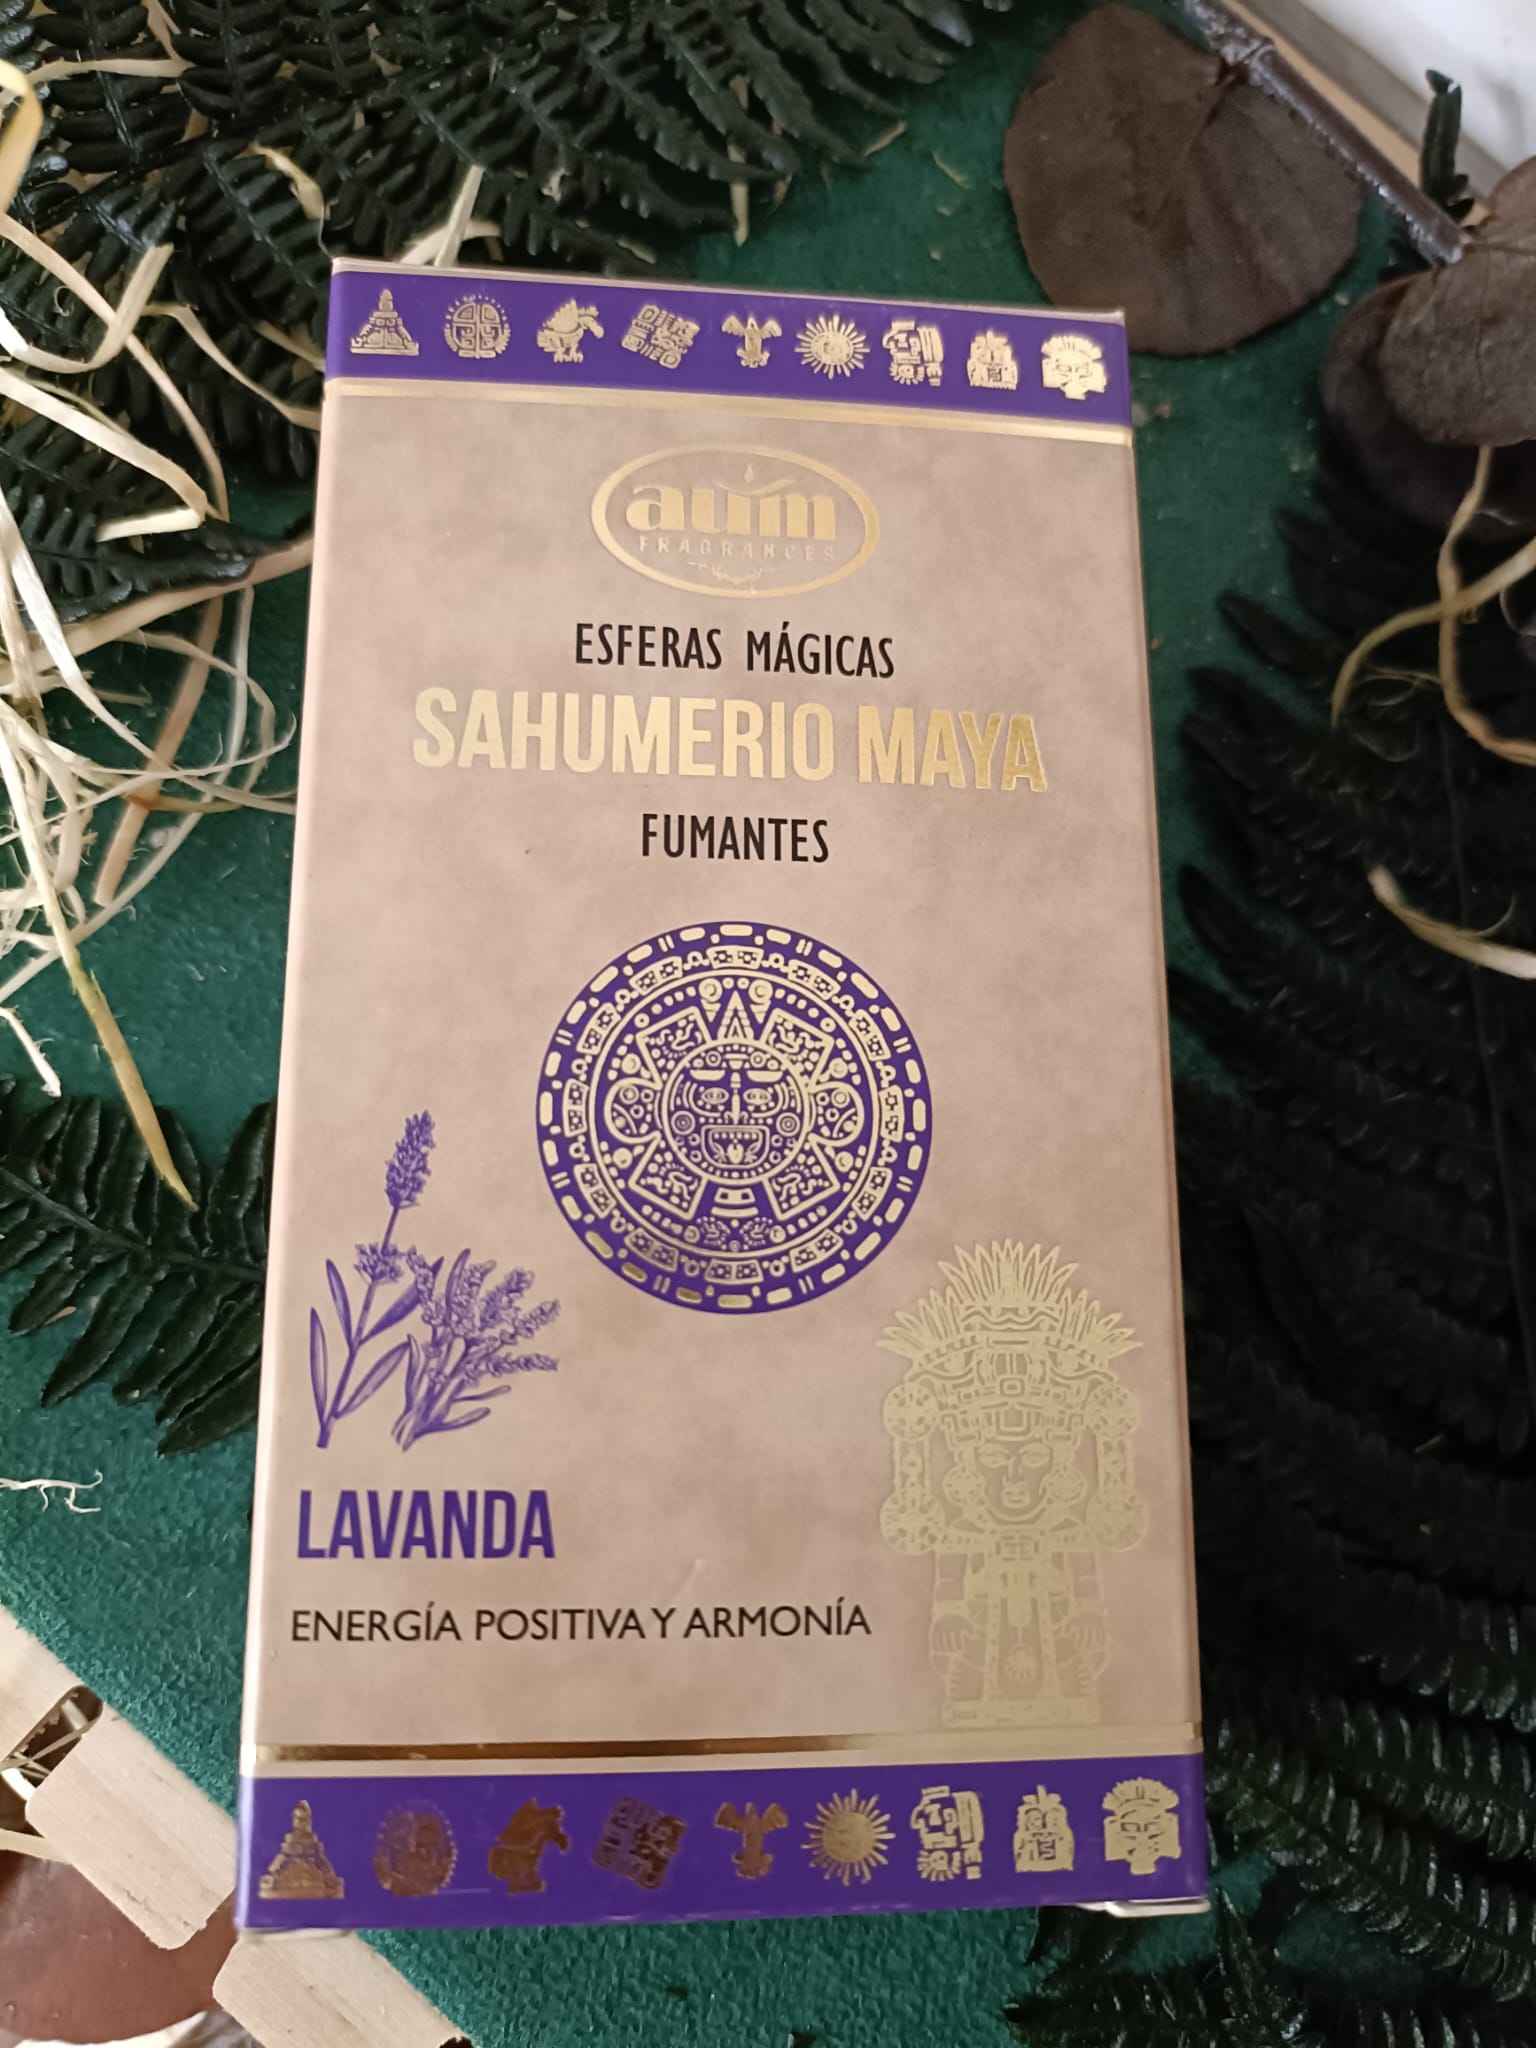 aum
FRAGRANCES
ESFERAS MÁGICAS
SAHUMERIO MAYA
FUMANTES
LAVANDA
ENERGÍA POSITIVA Y ARMONÍA